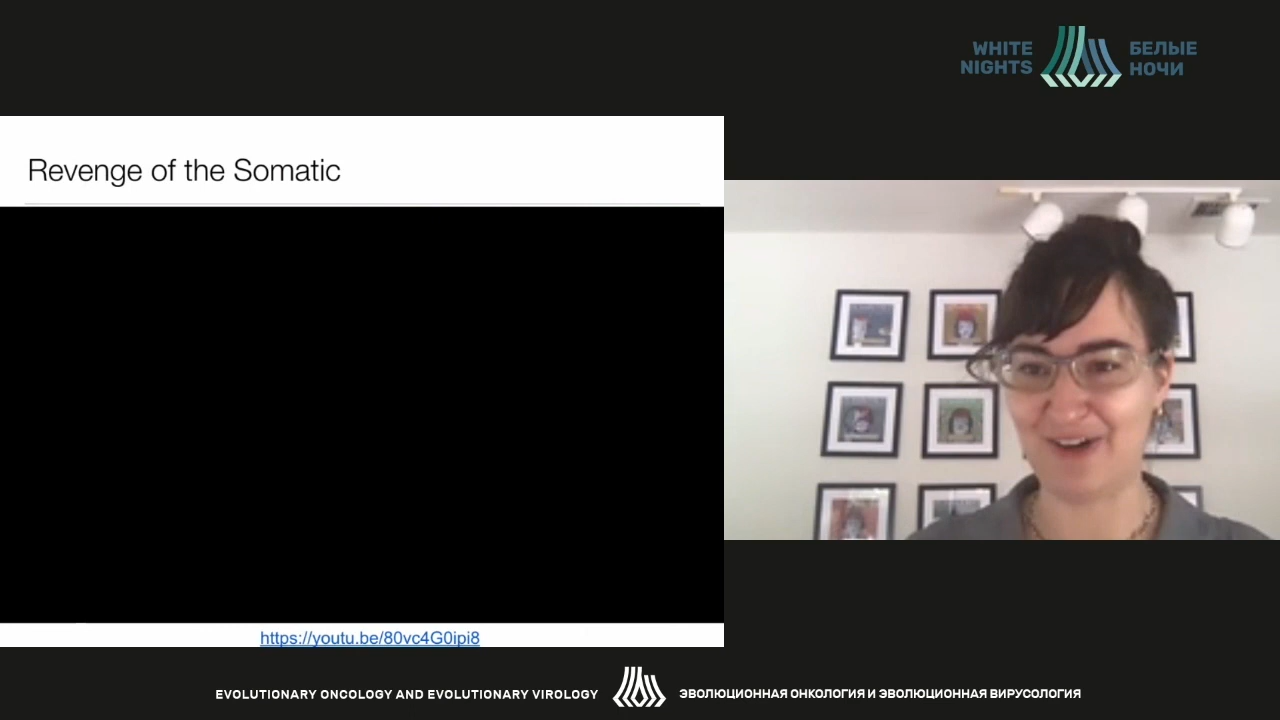 WHITE
NIGHTS
БЕЛЫЕ
НОЧИ
Revenge of the Somatic
https://youtu.be/80vc4G0ipi8
EVOLUTIONARY ONCOLOGY AND EVOLUTIONARY VIROLOGY
ЭВОЛЮЦИОННАЯ ОНКОЛОГИЯ И ЭВОЛЮЦИОННАЯ ВИРУСОЛОГИЯ